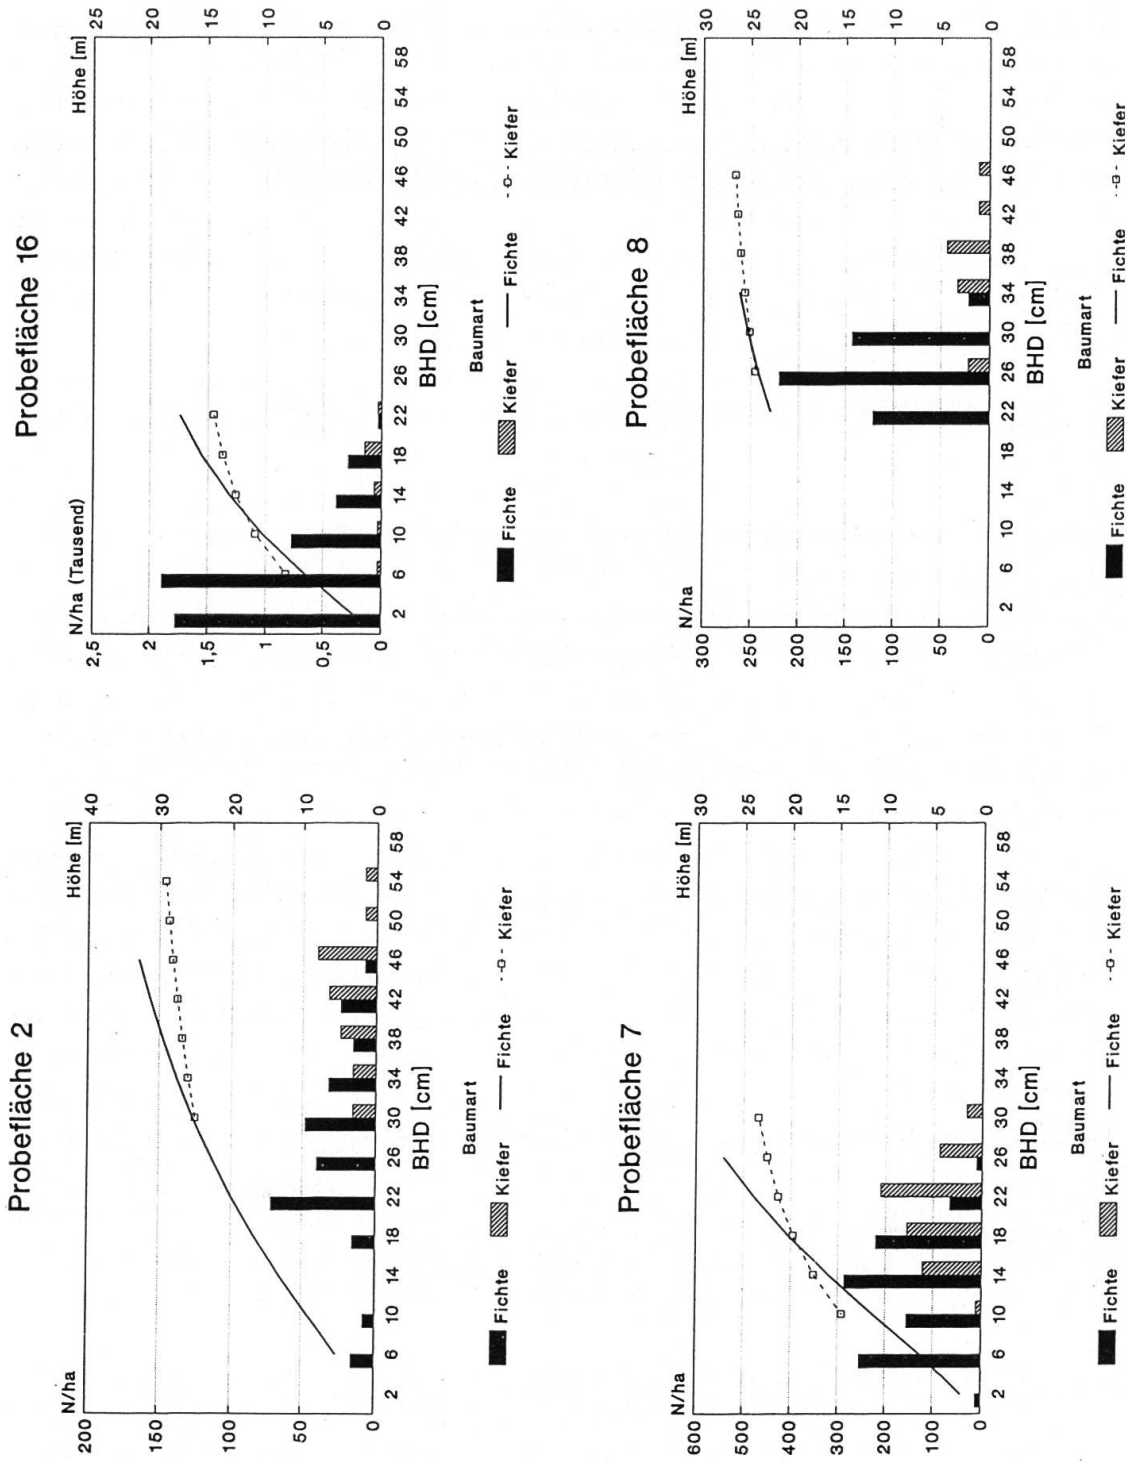 Probefläche 2
N/ha
Höhe [m]
200
150
100
50
0
40
30
20
10
0
2 6 10 14 18 22 26 30 34 38 42 46 50 54 58
BHD [cm]
Baumart
Fichte Kiefer Fichte Kiefer
Probefläche 16
N/ha (Tausend)
Höhe [m]
2,5
2
1,5
1
0,5
0
25
20
15
10
5
0
2 6 10 14 18 22 26 30 34 38 42 46 50 54 58
BHD [cm]
Baumart
Fichte Kiefer Fichte Kiefer
Probefläche 7
N/ha
Höhe [m]
600
500
400
300
200
100
0
30
25
20
15
10
5
0
2 6 10 14 18 22 26 30 34 38 42 46 50 54 58
BHD [cm]
Baumart
Fichte Kiefer Fichte Kiefer
Probefläche 8
N/ha
Höhe [m]
300
250
200
150
100
50
0
30
25
20
15
10
5
0
2 6 10 14 18 22 26 30 34 38 42 46 50 54 58
BHD [cm]
Baumart
Fichte Kiefer Fichte Kiefer